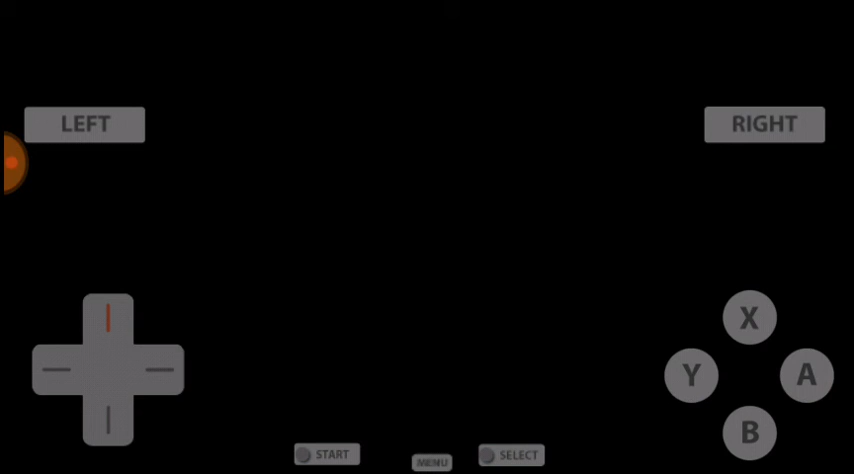 LEFT
RIGHT
X
Y
A
B
START
MENU
SELECT